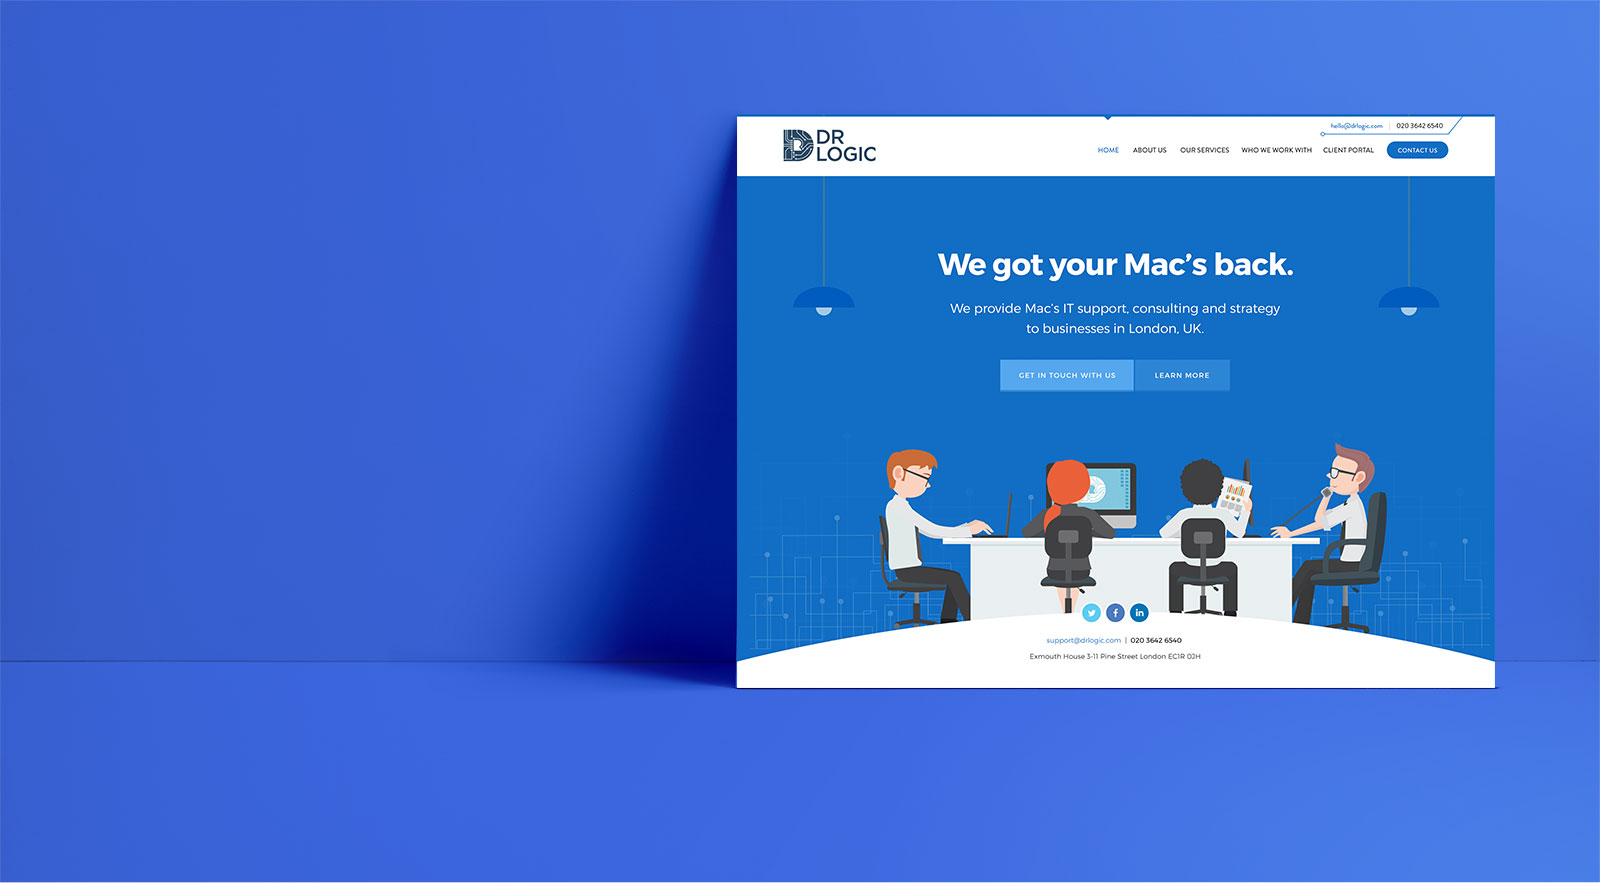 DR
LOGIC
hello@drlogic.com | 020 3642 6540
HOME ABOUT US OUR SERVICES WHO WE WORK WITH CLIENT PORTAL CONTACT US
We got your Mac’s back.
We provide Mac's IT support, consulting and strategy
to businesses in London, UK.
GET IN TOUCH WITH US LEARN MORE
support@drlogic.com | 020 3642 6540
Exmouth House 3-11 Pine Street London EC1R 0JH